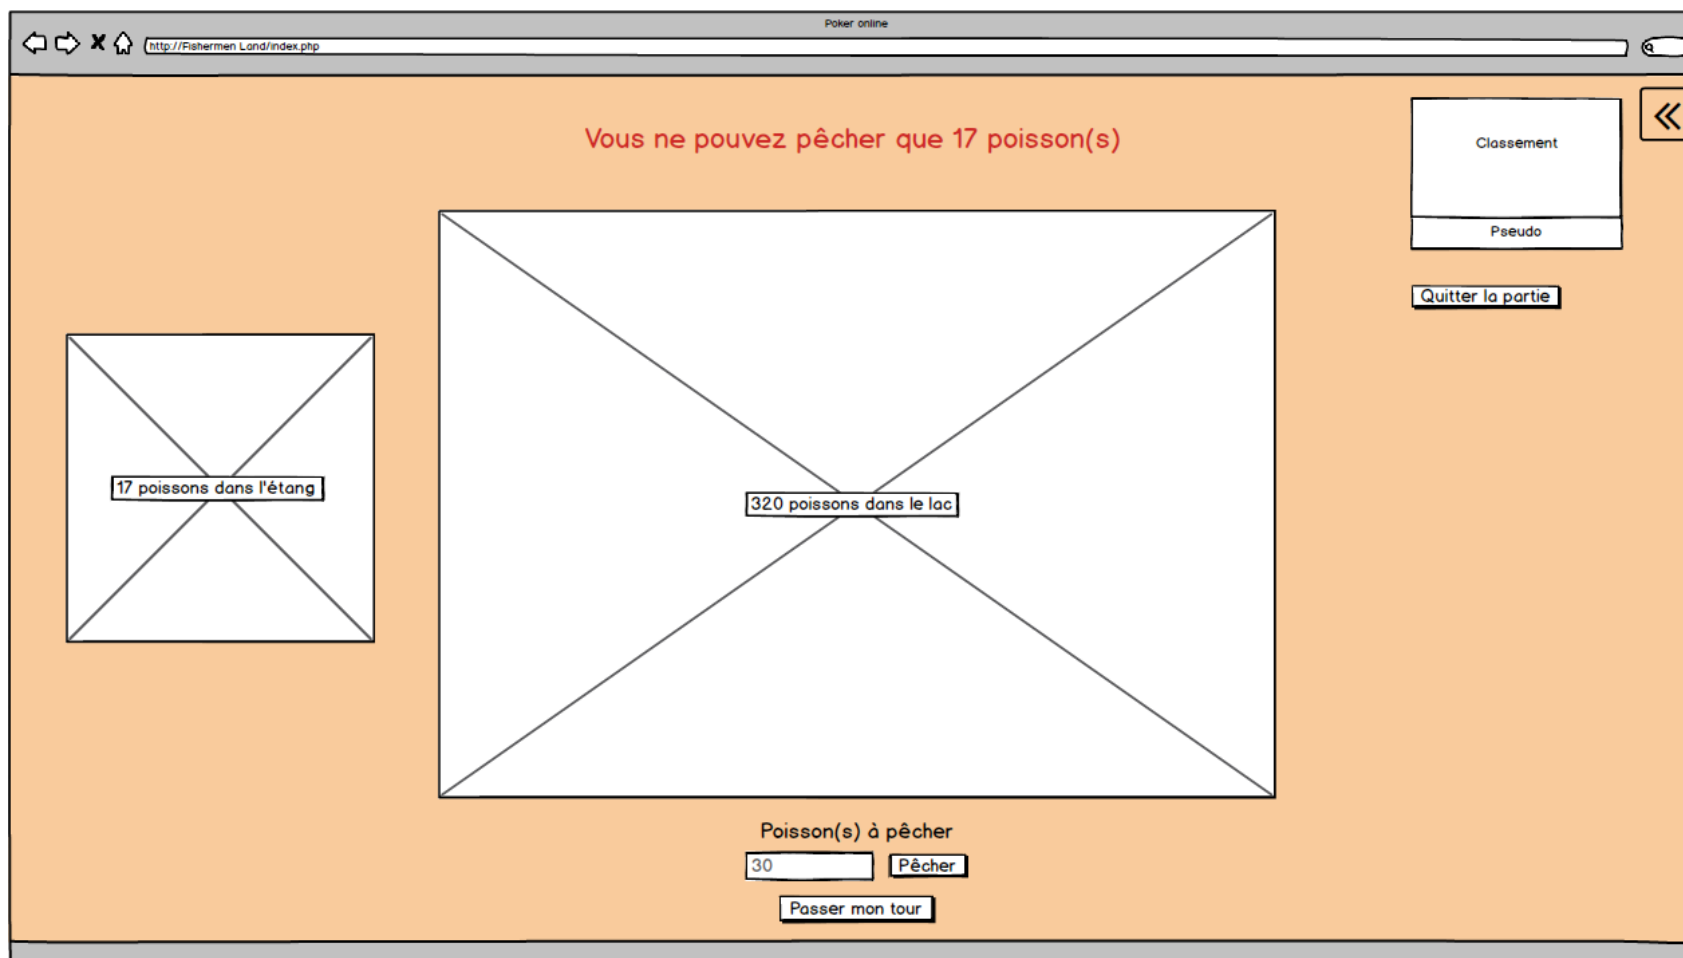 Poker online
http://Fishermen Land/index.php
Vous ne pouvez pêcher que 17 poisson(s)
Classement
Pseudo
Quitter la partie
17 poissons dans l'étang
320 poissons dans le lac
Poisson(s) à pêcher
30
Pêcher
Passer mon tour